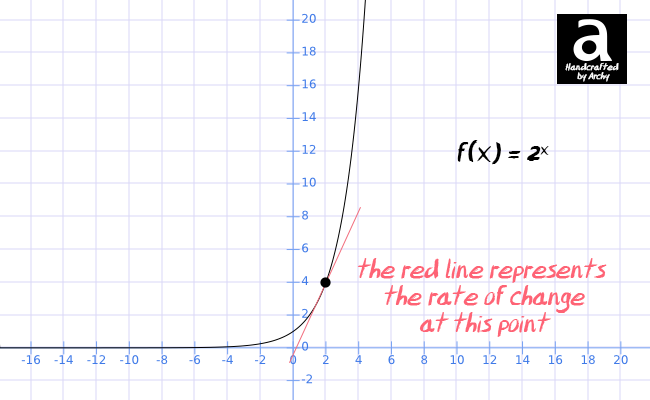 20
18
16
14
12
10
8
6
4
2
0
-2
-16 -14 -12 -10 -8 -6 -4 -2 0 2 4 6 8 10 12 14 16 18 20
a
Handcrafted
by Archy
f(x) = 2ˣ
the red line represents
the rate of change
at this point